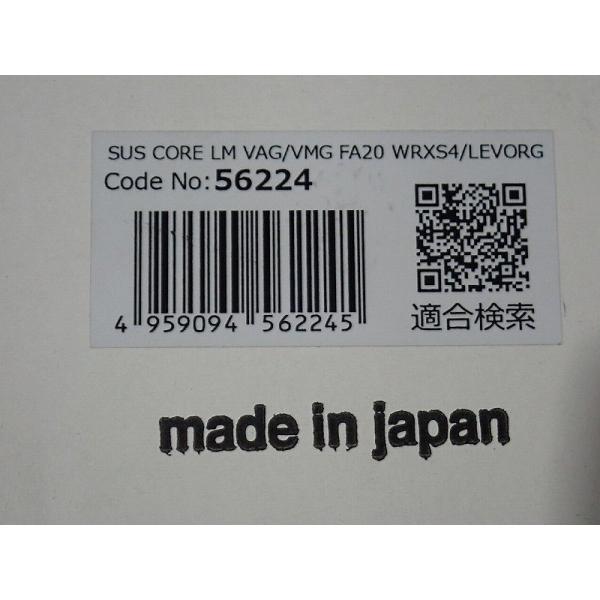 SUS CORE LM VAG/VMG FA20 WRXS4/LEVORG
Code No:56224
4 959094 562245
適合検索
made in japan